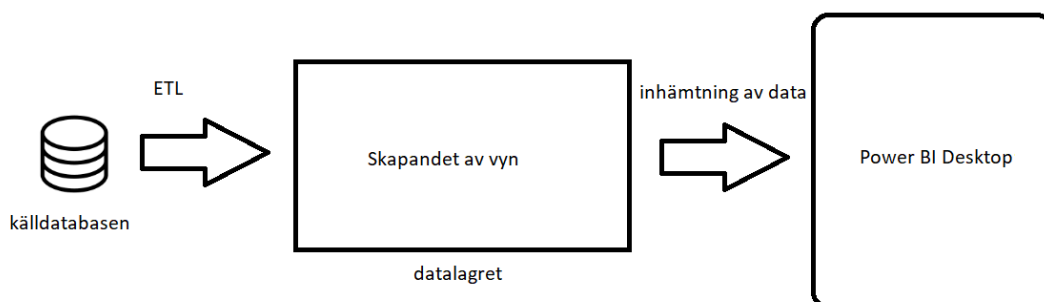 ETL
källdatabasen
Skapandet av vyn
datalagret
inhämtning av data
Power BI Desktop